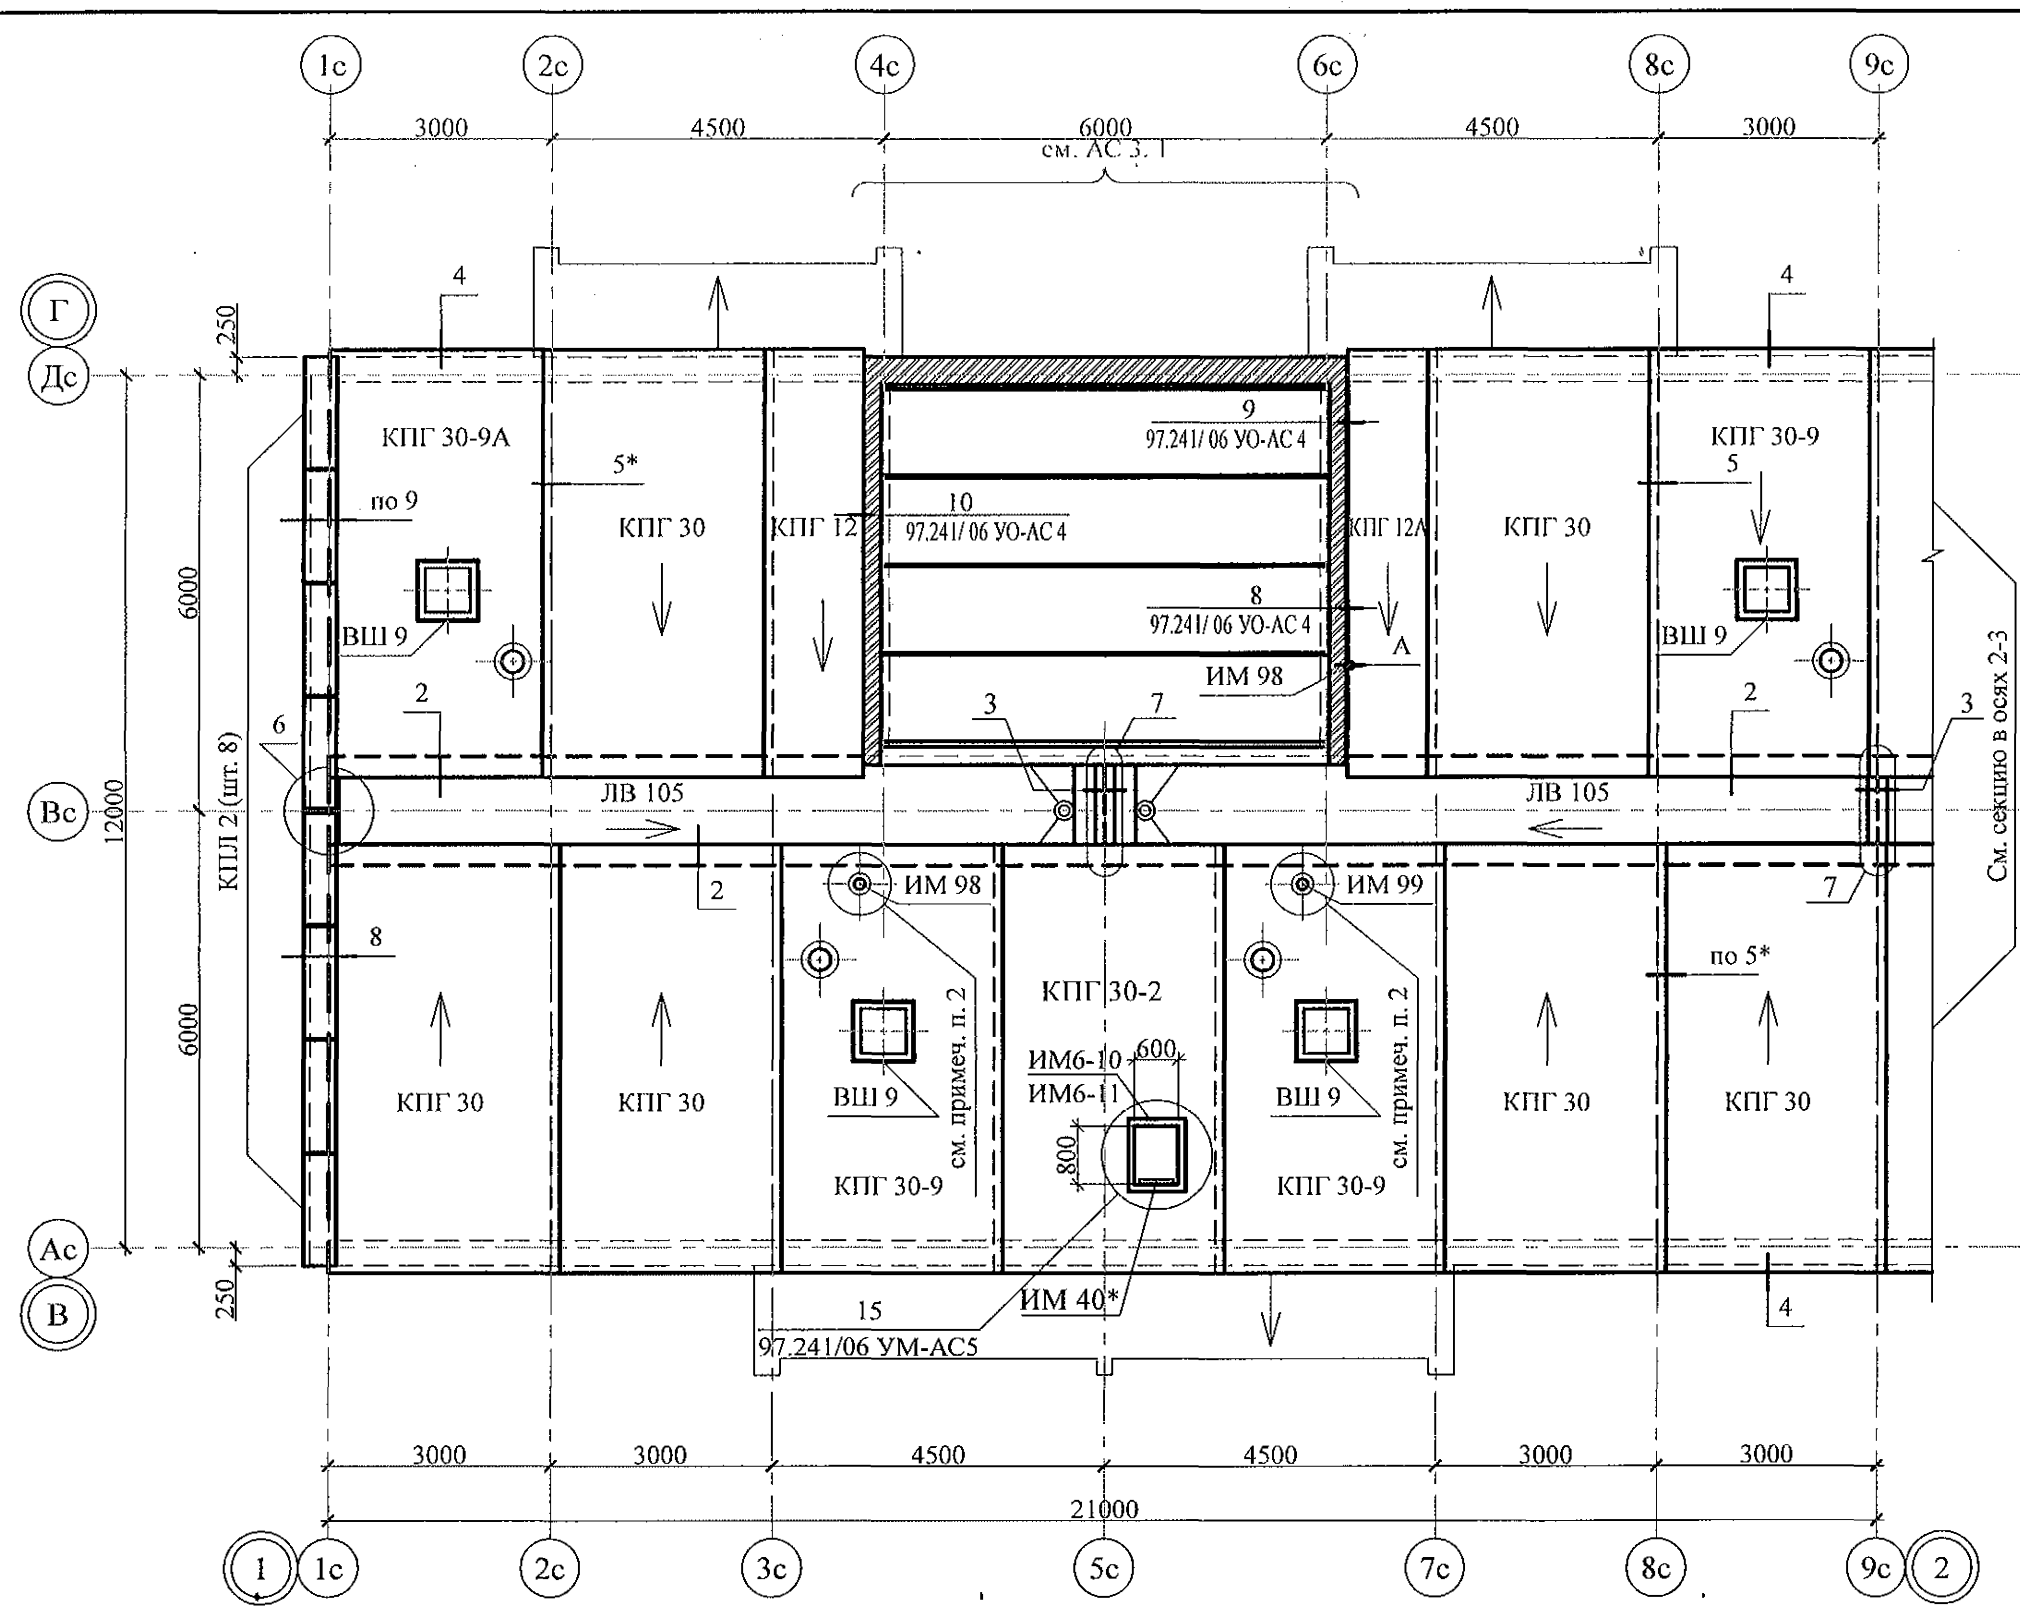 1с 2с 4с 6с 8с 9с
3000 4500 6000 4500 3000
см. АС 3. 1
Г
Дс
250
4
4
КПГ 30-9А
9
97.241/ 06 УО-АС 4
КПГ 30-9
5*
5
по 9
КПГ 30
КПГ 12
10
97.241/ 06 УО-АС 4
КПГ 12А
КПГ 30
6000
8
97.241/ 06 УО-АС 4
ВШ 9
А
ВШ 9
ИМ 98
См. секцию в осях 2-3
6
2
3
7
2
3
КПЛ 2 (шт. 8)
12000
Вс
ЛВ 105
ЛВ 105
2
ИМ 98
ИМ 99
7
8
по 5*
КПГ 30-2
см. примеч. п. 2
см. примеч. п. 2
6000
ИМ6-10
600
ИМ6-11
800
КПГ 30
КПГ 30
ВШ 9
ВШ 9
КПГ 30
КПГ 30
КПГ 30-9
КПГ 30-9
Ас
В
250
15
97.241/06 УМ-АС5
ИМ 40*
4
3000 3000 4500 4500 3000 3000
21000
1 1с 2с 3с 5с 7с 8с 9с 2